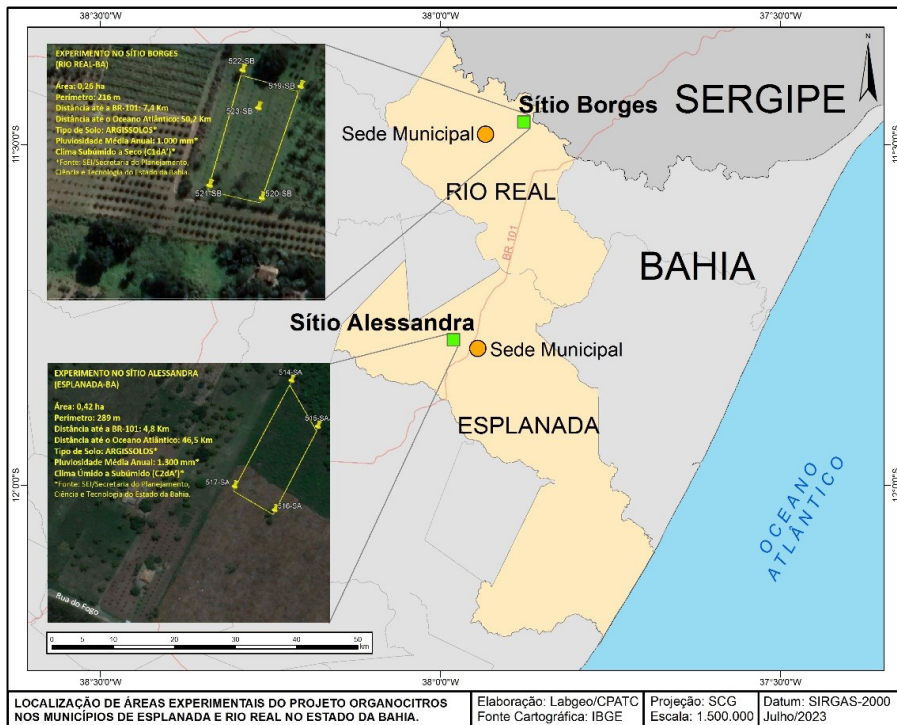 38°30'0"W 38°0'0"W 37°30'0"W
EXPERIMENTO NO SÍTIO BORGES
(RIO REAL-BA)
Área: 0,26 ha
Perímetro: 216 m
Distância até a BR-101: 7,4 Km
Distância até o Oceano Atlântico: 50,2 Km
Tipo de Solo: ARGISSOLOS*
Pluviosidade Média Anual: 1.000 mm*
Clima Subúmido a Seco (C1dA')*
*Fonte: SEI/Secretaria do Planejamento,
Ciência e Tecnologia do Estado da Bahia.
522-SB
519-SB
523-SB
521-SB
520-SB
N
Sítio Borges
SERGIPE
Sede Municipal
11°30'0"S
11°30'0"S
RIO REAL
BR 101
BAHIA
Sítio Alessandra
Sede Municipal
ESPLANADA
EXPERIMENTO NO SÍTIO ALESSANDRA
(ESPLANADA-BA)
Área: 0,42 ha
Perímetro: 289 m
Distância até a BR-101: 4,8 Km
Distância até o Oceano Atlântico: 46,5 Km
Tipo de Solo: ARGISSOLOS*
Pluviosidade Média Anual: 1.300 mm*
Clima Úmido a Subúmido (C2dA')*
*Fonte: SEI/Secretaria do Planejamento,
Ciência e Tecnologia do Estado da Bahia.
514-SA
515-SA
517-SA
516-SA
Rua do Fogo
12°0'0"S
12°0'0"S
OCEANO
ATLÂNTICO
0 5 10 20 30 40 50
km
38°30'0"W 38°0'0"W 37°30'0"W
LOCALIZAÇÃO DE ÁREAS EXPERIMENTAIS DO PROJETO ORGANOCITROS
NOS MUNICÍPIOS DE ESPLANADA E RIO REAL NO ESTADO DA BAHIA.
Elaboração: Labgeo/CPATC
Fonte Cartográfica: IBGE
Projeção: SCG
Escala: 1.500.000
Datum: SIRGAS-2000
Julho/2023